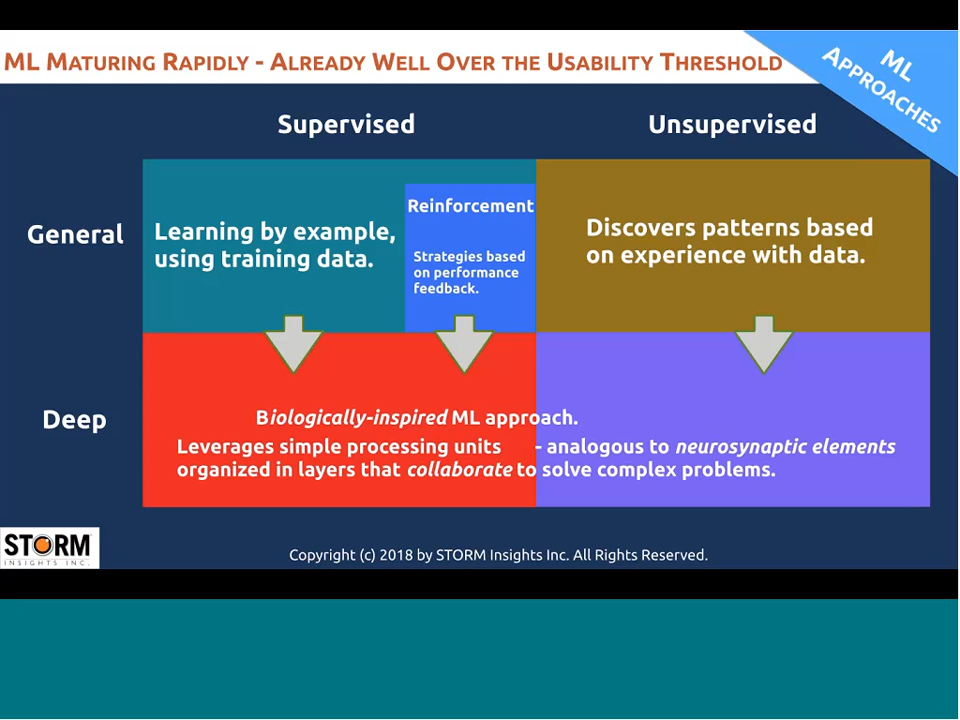 ML MATURING RAPIDLY - ALREADY WELL OVER THE USABILITY THRESHOLD
ML
APPROACHES
Supervised
Unsupervised
General
Learning by example,
using training data.
Reinforcement
Strategies based
on performance
feedback.
Discovers patterns based
on experience with data.
Deep
Biologically-inspired ML approach.
Leverages simple processing units - analogous to neurosynaptic elements
organized in layers that collaborate to solve complex problems.
STORM
INSIGHTS INC.
Copyright (c) 2018 by STORM Insights Inc. All Rights Reserved.